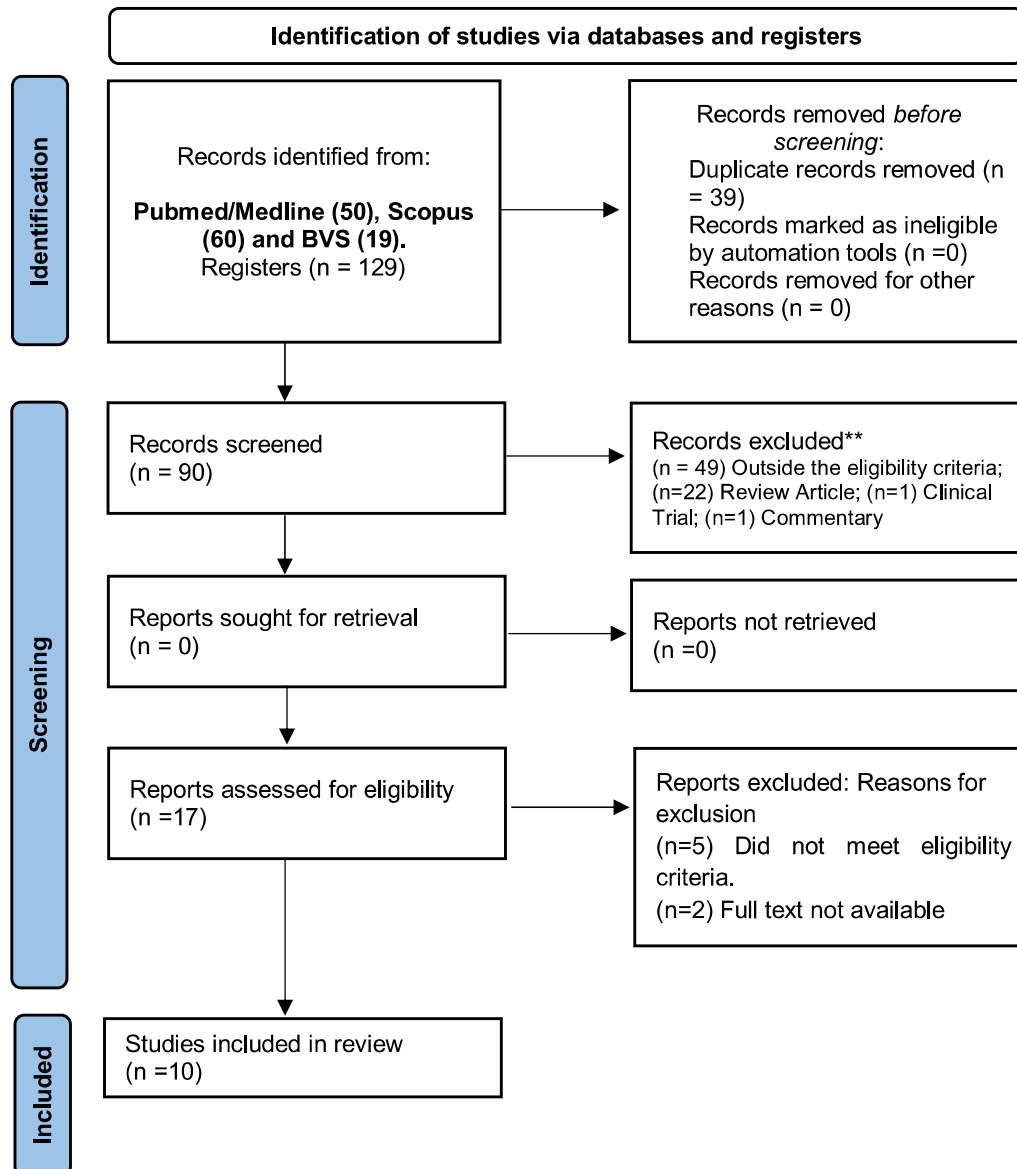 Identification of studies via databases and registers
Identification
Records identified from:
Pubmed/Medline (50), Scopus
(60) and BVS (19).
Registers (n = 129)
Records removed before
screening:
Duplicate records removed (n
= 39)
Records marked as ineligible
by automation tools (n =0)
Records removed for other
reasons (n = 0)
Screening
Records screened
(n = 90)
Records excluded**
(n = 49) Outside the eligibility criteria;
(n=22) Review Article; (n=1) Clinical
Trial; (n=1) Commentary
Reports sought for retrieval
(n = 0)
Reports not retrieved
(n =0)
Reports assessed for eligibility
(n =17)
Reports excluded: Reasons for
exclusion
(n=5) Did not meet eligibility
criteria.
(n=2) Full text not available
Included
Studies included in review
(n =10)